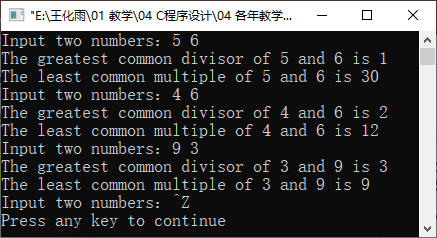 "E:\王化雨\01 教学\04 C程序设计\04 各年教学...
Input two numbers: 5 6
The greatest common divisor of 5 and 6 is 1
The least common multiple of 5 and 6 is 30
Input two numbers: 4 6
The greatest common divisor of 4 and 6 is 2
The least common multiple of 4 and 6 is 12
Input two numbers: 9 3
The greatest common divisor of 3 and 9 is 3
The least common multiple of 3 and 9 is 9
Input two numbers: ^Z
Press any key to continue